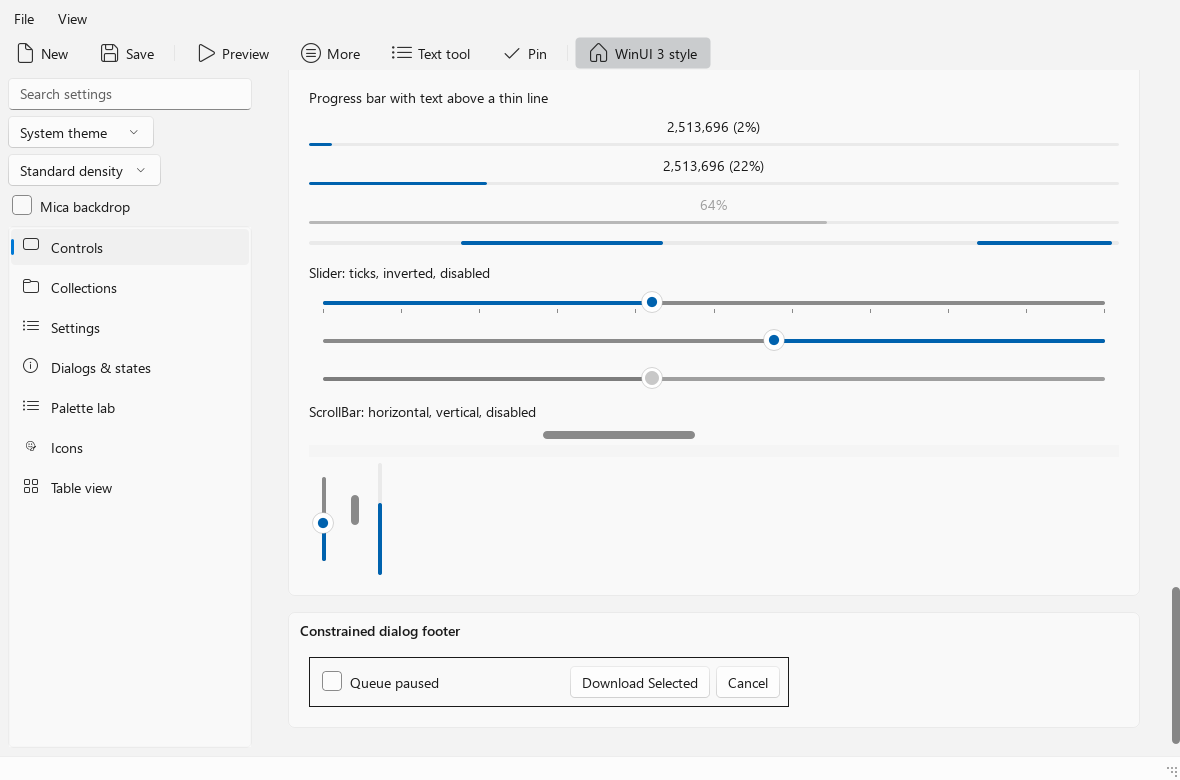 File View
New Save Preview More Text tool Pin WinUI 3 style
Search settings
System theme
Standard density
Mica backdrop
Controls
Collections
Settings
Dialogs & states
Palette lab
Icons
Table view
Progress bar with text above a thin line
2,513,696 (2%)
2,513,696 (22%)
64%
Slider: ticks, inverted, disabled
ScrollBar: horizontal, vertical, disabled
Constrained dialog footer
Queue paused Download Selected Cancel